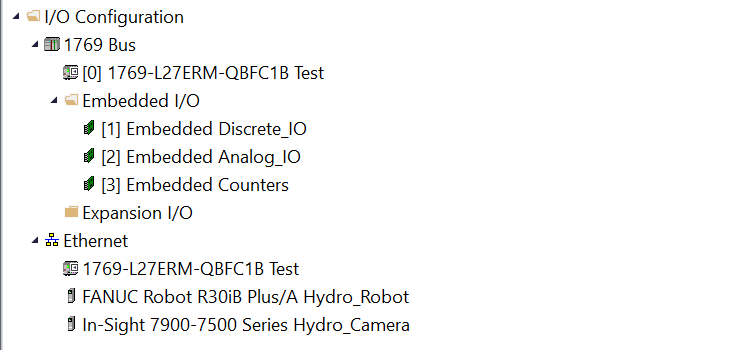 I/O Configuration
1769 Bus
[0] 1769-L27ERM-QBFC1B Test
Embedded I/O
[1] Embedded Discrete_IO
[2] Embedded Analog_IO
[3] Embedded Counters
Expansion I/O
Ethernet
1769-L27ERM-QBFC1B Test
FANUC Robot R30iB Plus/A Hydro_Robot
In-Sight 7900-7500 Series Hydro_Camera